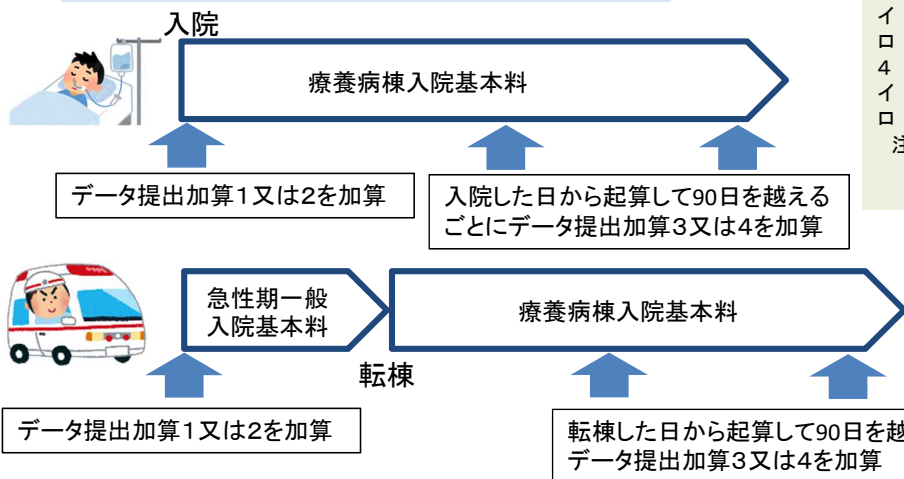 入院
療養病棟入院基本料
データ提出加算1又は2を加算
入院した日から起算して90日を越える
ごとにデータ提出加算3又は4を加算
急性期一般
入院基本料
療養病棟入院基本料
転棟
データ提出加算1又は2を加算
転棟した日から起算して90日を越
データ提出加算3又は4を加算
イ
ロ
4
イ
ロ
注